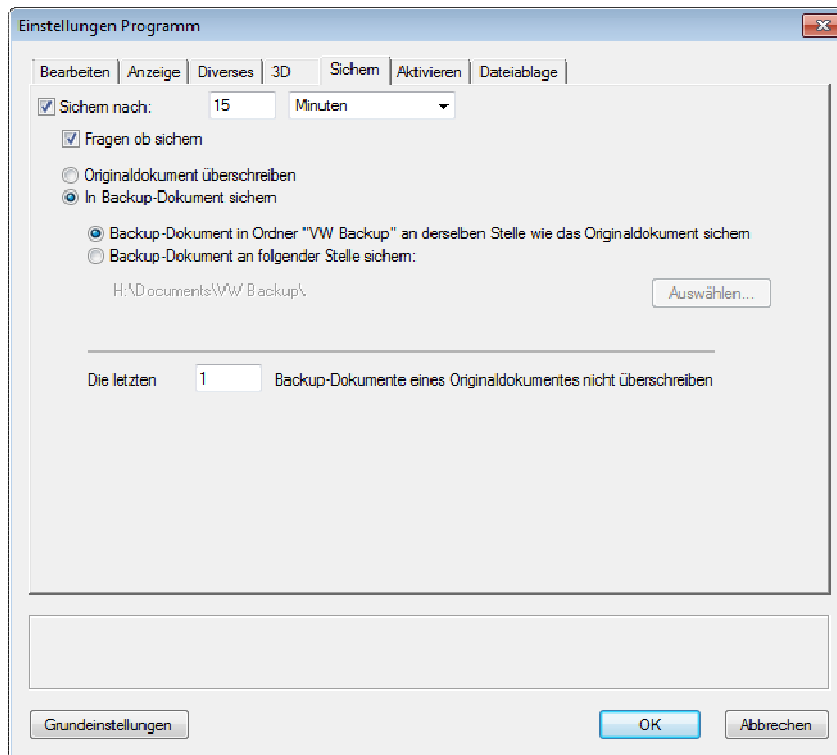 Einstellungen Programm
Bearbeiten Anzeige Diverses 3D Sichern Aktivieren Dateiablage
Sichern nach: 15 Minuten
Fragen ob sichern
Originaldokument überschreiben
In Backup-Dokument sichern
Backup-Dokument in Ordner "VW Backup" an derselben Stelle wie das Originaldokument sichern
Backup-Dokument an folgender Stelle sichern:
H:\Documents\VW Backup\ Auswählen...
Die letzten 1 Backup-Dokumente eines Originaldokumentes nicht überschreiben
Grundeinstellungen OK Abbrechen